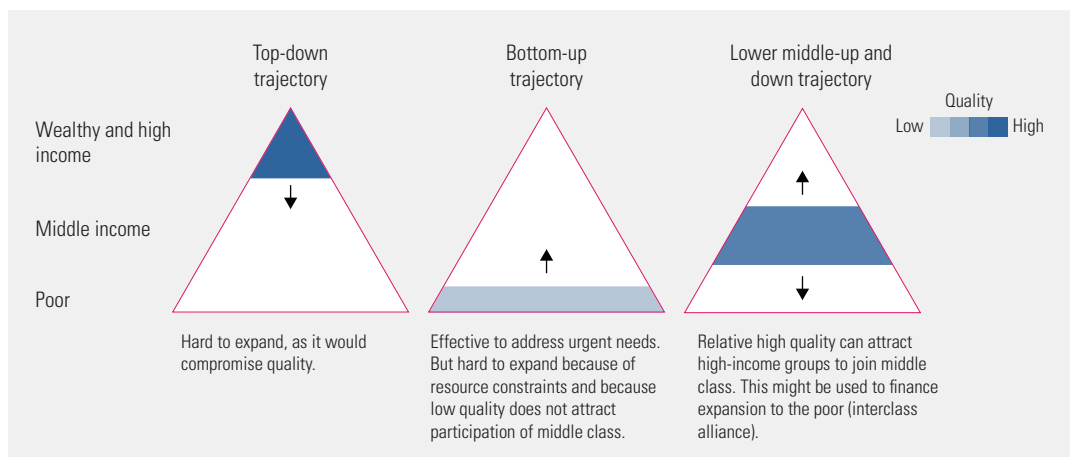 Top-down
trajectory
Bottom-up
trajectory
Lower middle-up and
down trajectory
Quality
Low
High
Wealthy and high
income
Middle income
Poor
Hard to expand, as it would
compromise quality.
Effective to address urgent needs.
But hard to expand because of
resource constraints and because
low quality does not attract
participation of middle class.
Relative high quality can attract
high-income groups to join middle
class. This might be used to finance
expansion to the poor (interclass
alliance).